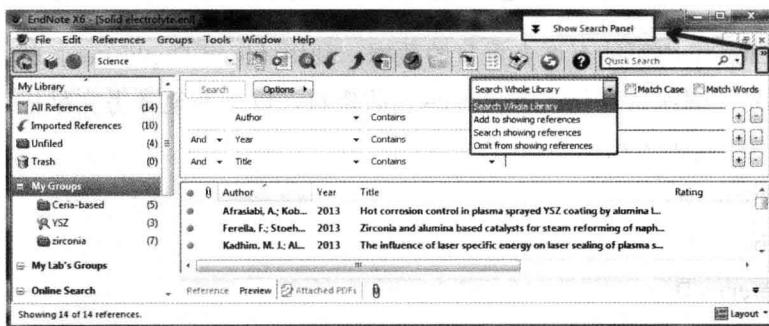 EndNote X6 - [Solid electrolyte.enl]
Show Search Panel
File Edit References Groups Tools Window Help
Science
Quick Search
My Library
Search Options
Search Whole Library
Match Case
Match Words
All References (14)
Search Whole Library
Author Contains
Add to showing references
Imported References (10)
Search showing references
Unfiled (4)
And Year Contains
Omit from showing references
Trash (0)
And Title Contains
My Groups
Author Year Title Rating
Ceria-based (5)
Afrasiabi, A.; Kob... 2013 Hot corrosion control in plasma sprayed YSZ coating by alumina l...
YSZ (3)
Ferella, F.; Stoeh... 2013 Zirconia and alumina based catalysts for steam reforming of naph...
zirconia (7)
Kadhim, M. J.; Al... 2013 The influence of laser specific energy on laser sealing of plasma s...
My Lab's Groups
Online Search
Reference Preview Attached PDFs
Showing 14 of 14 references.
Layout